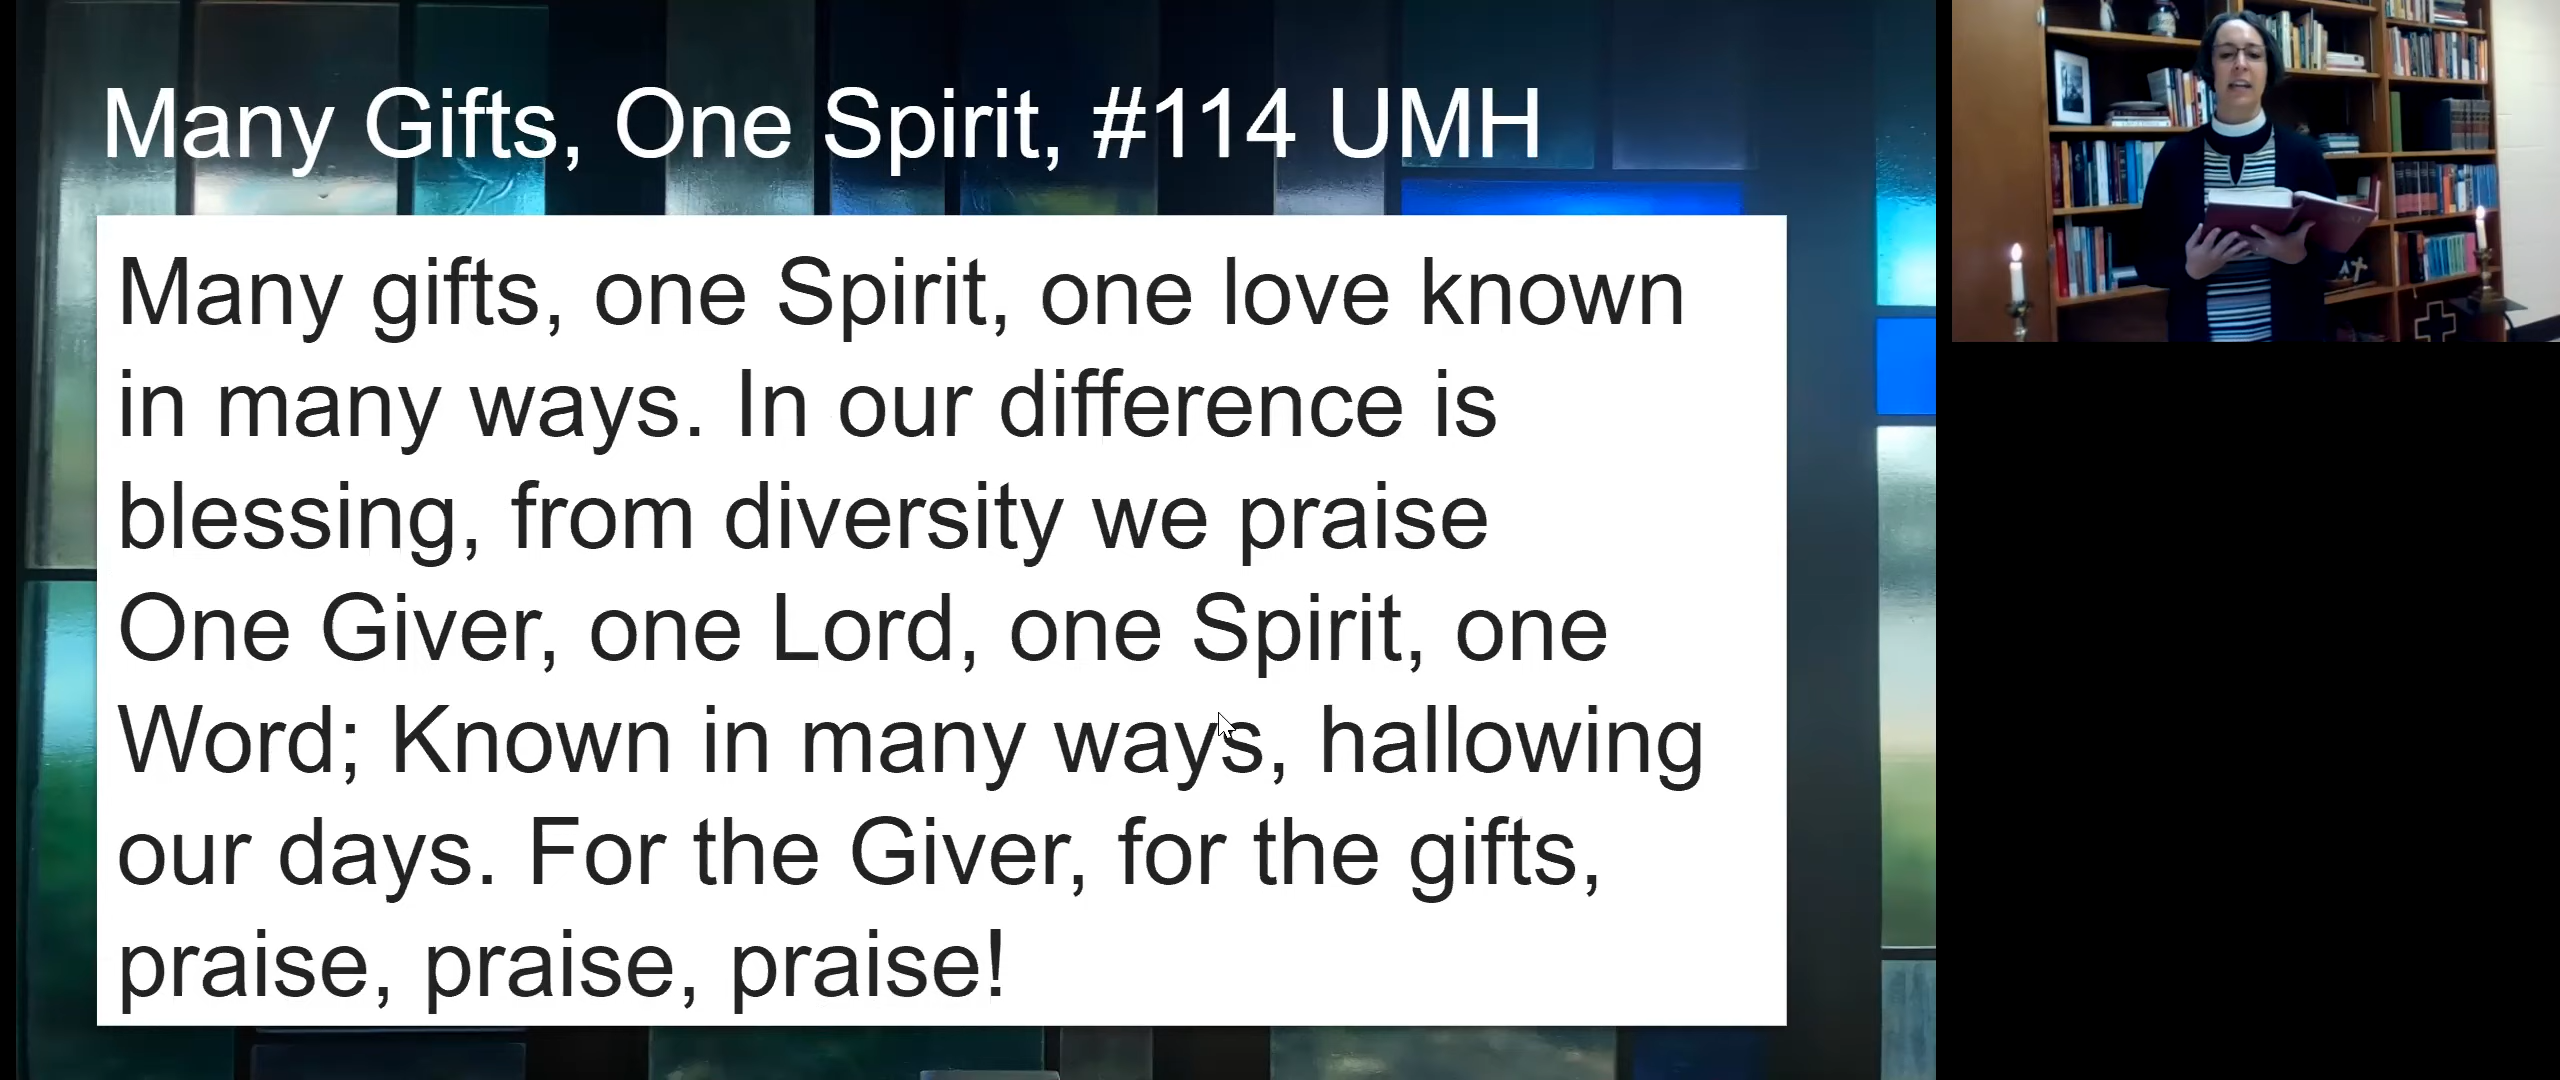 Many Gifts, One Spirit, #114 UMH
Many gifts, one Spirit, one love known
in many ways. In our difference is
blessing, from diversity we praise
One Giver, one Lord, one Spirit, one
Word; Known in many ways, hallowing
our days. For the Giver, for the gifts,
praise, praise, praise!